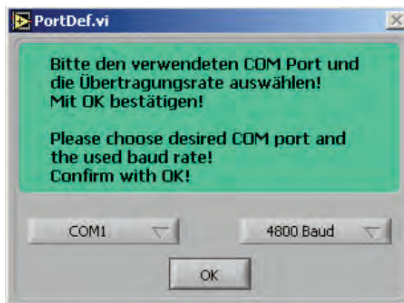 PortDef.vi
Bitte den verwendeten COM Port und
die Übertragungsrate auswählen!
Mit OK bestätigen!
Please choose desired COM port and
the used baud rate!
Confirm with OK!
COM1 4800 Baud
OK